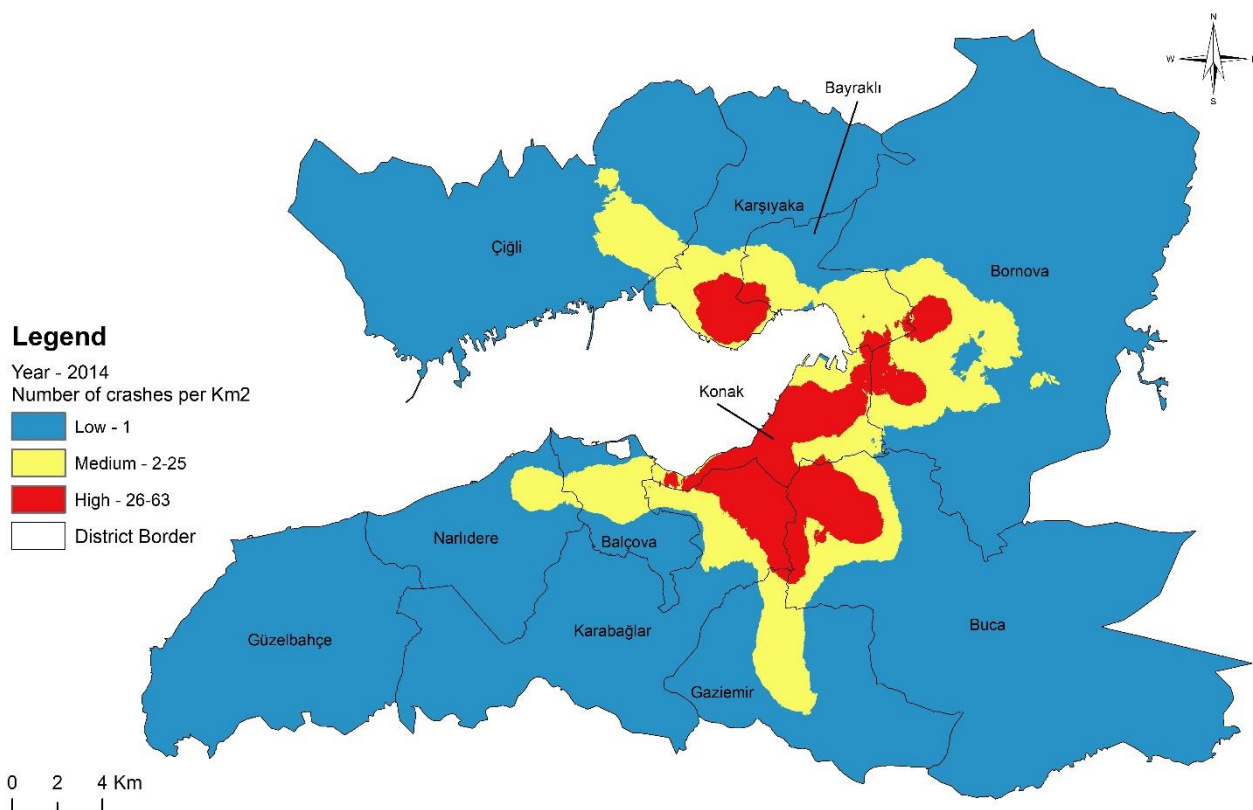 N
W
S
Bayraklı
Karşıyaka
Çiğli
Bornova
Legend
Year - 2014
Number of crashes per Km2
Low - 1
Medium - 2-25
High - 26-63
District Border
Konak
Narlıdere
Balçova
Güzelbahçe
Karabağlar
Buca
Gaziemir
0 2 4 Km